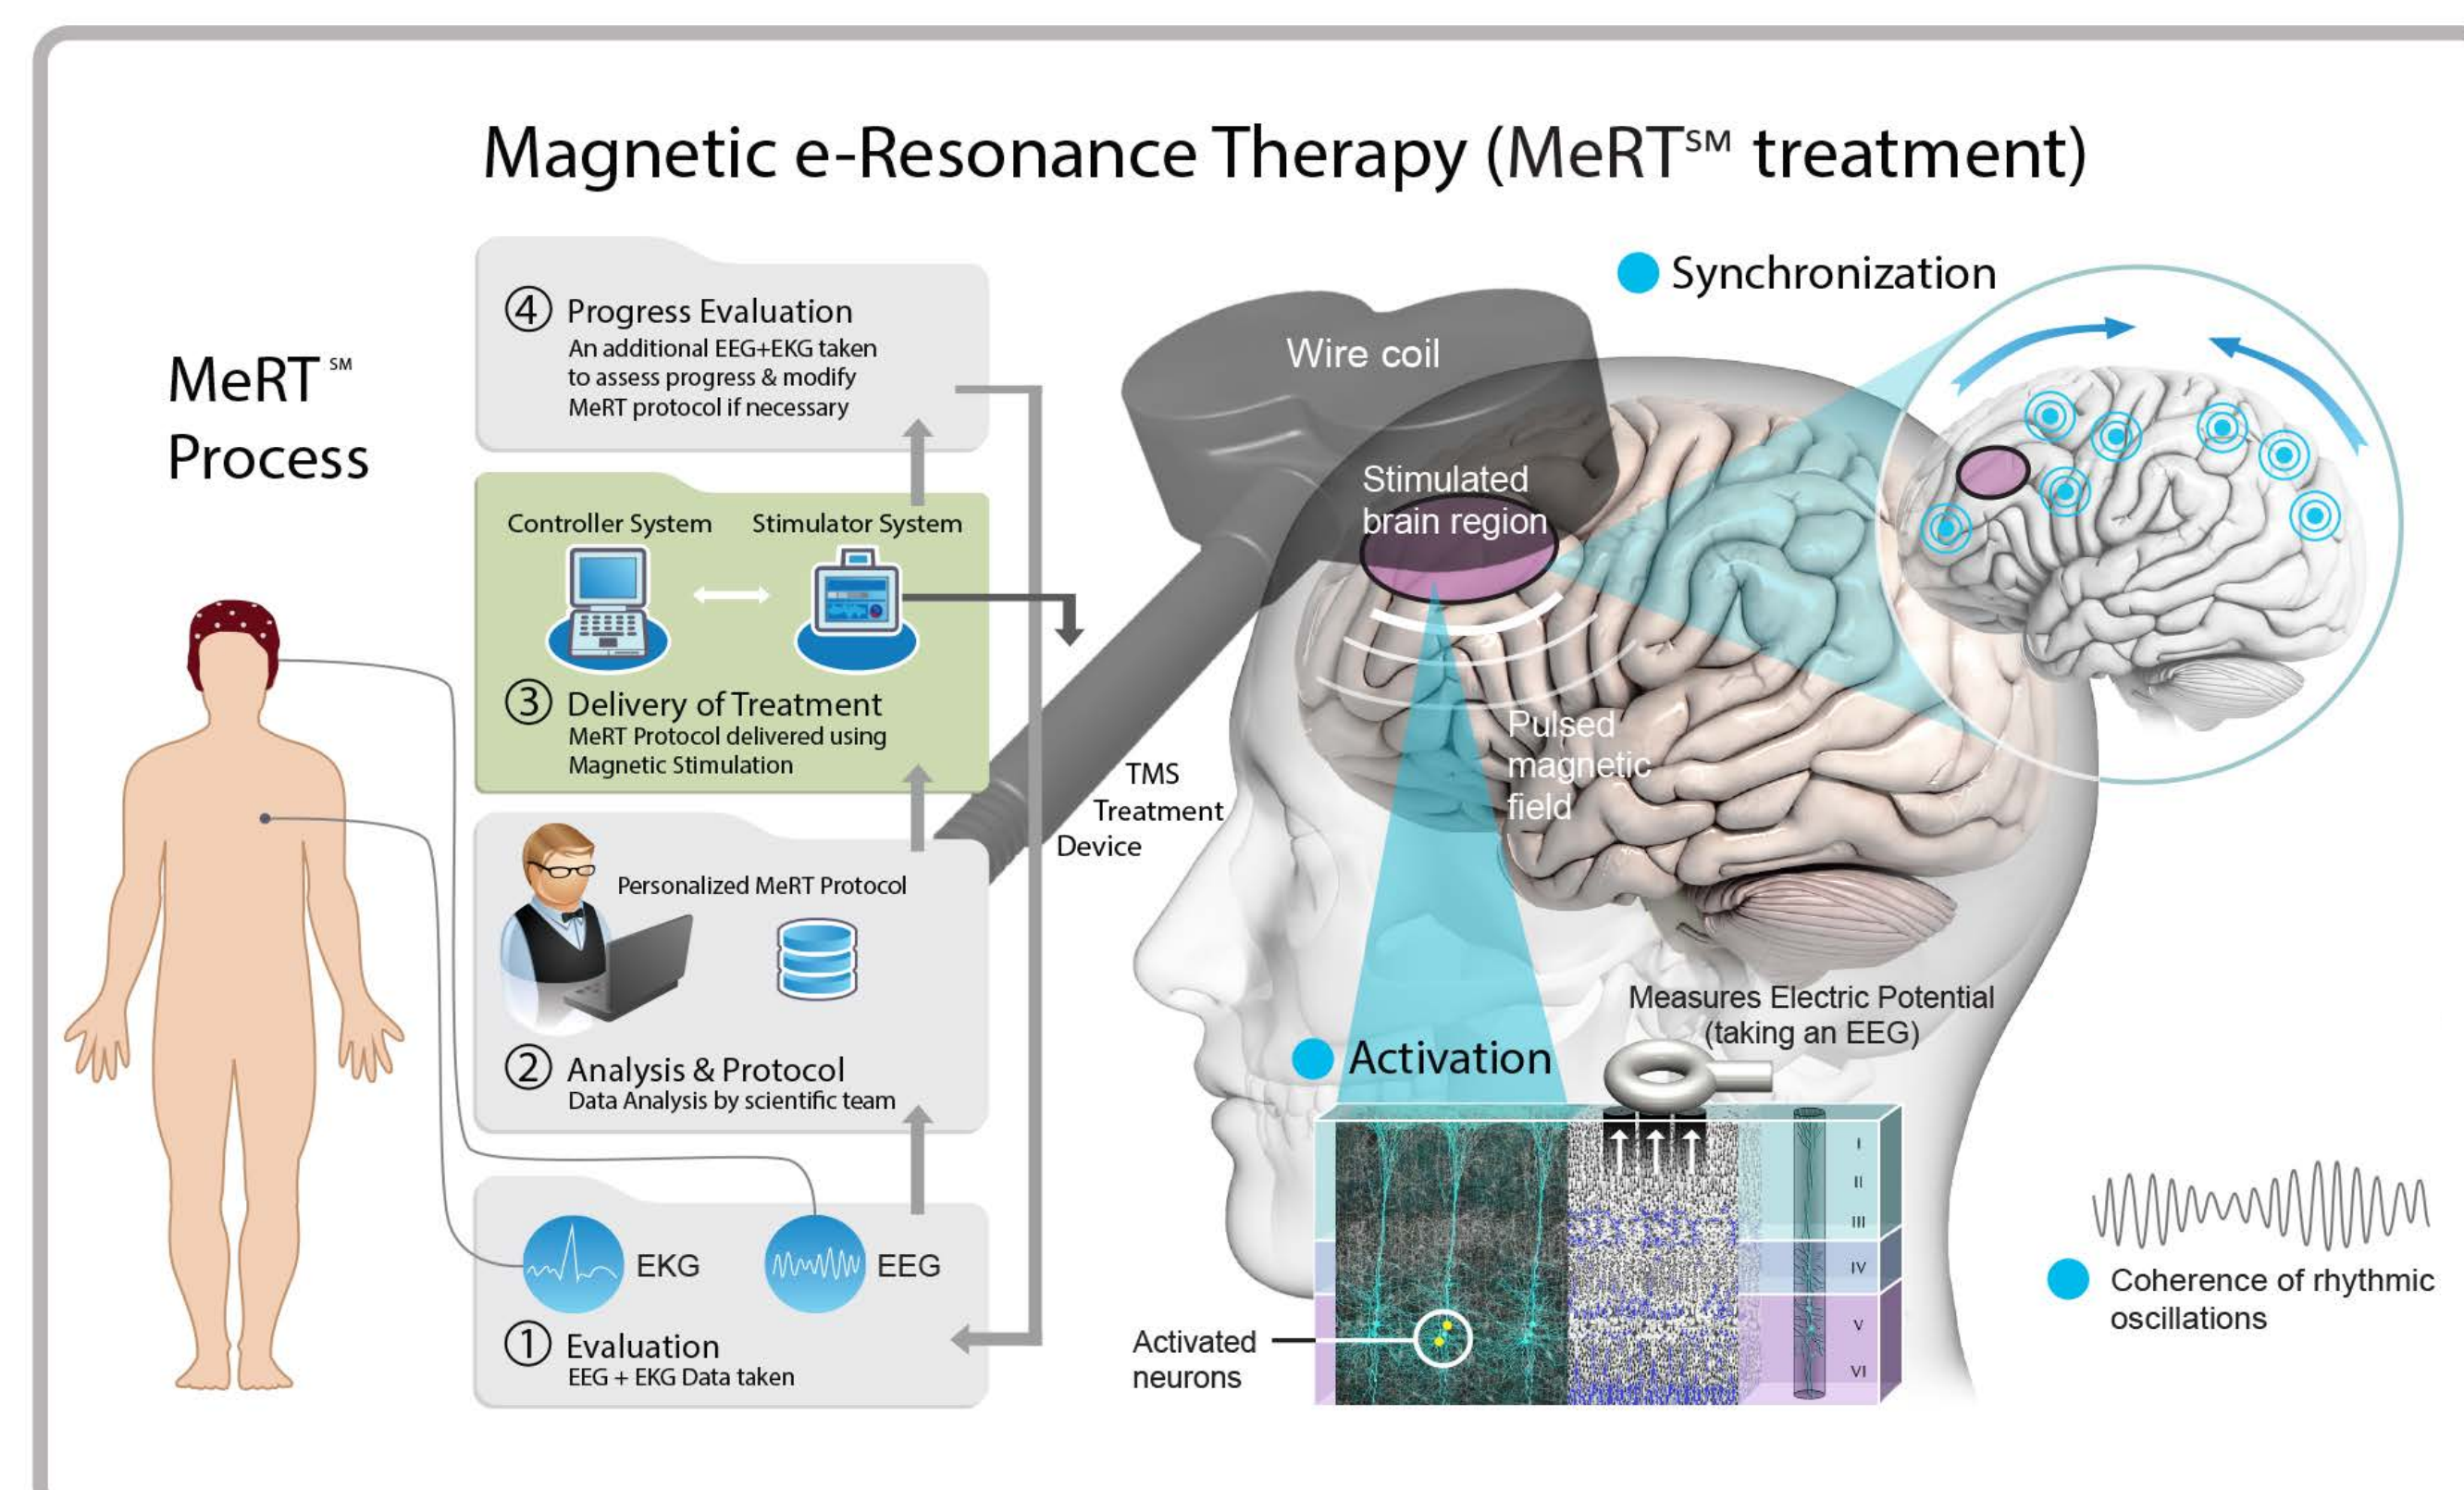 Magnetic e-Resonance Therapy (MeRT℠ treatment)
MeRT℠
Process
④ Progress Evaluation
An additional EEG+EKG taken
to assess progress & modify
MeRT protocol if necessary
Controller System
Stimulator System
③ Delivery of Treatment
MeRT Protocol delivered using
Magnetic Stimulation
Personalized MeRT Protocol
② Analysis & Protocol
Data Analysis by scientific team
EKG
EEG
① Evaluation
EEG + EKG Data taken
Wire coil
Stimulated
brain region
Pulsed
magnetic
field
TMS
Treatment
Device
Synchronization
Measures Electric Potential
(taking an EEG)
Activation
I
II
III
IV
V
VI
Activated
neurons
Coherence of rhythmic
oscillations